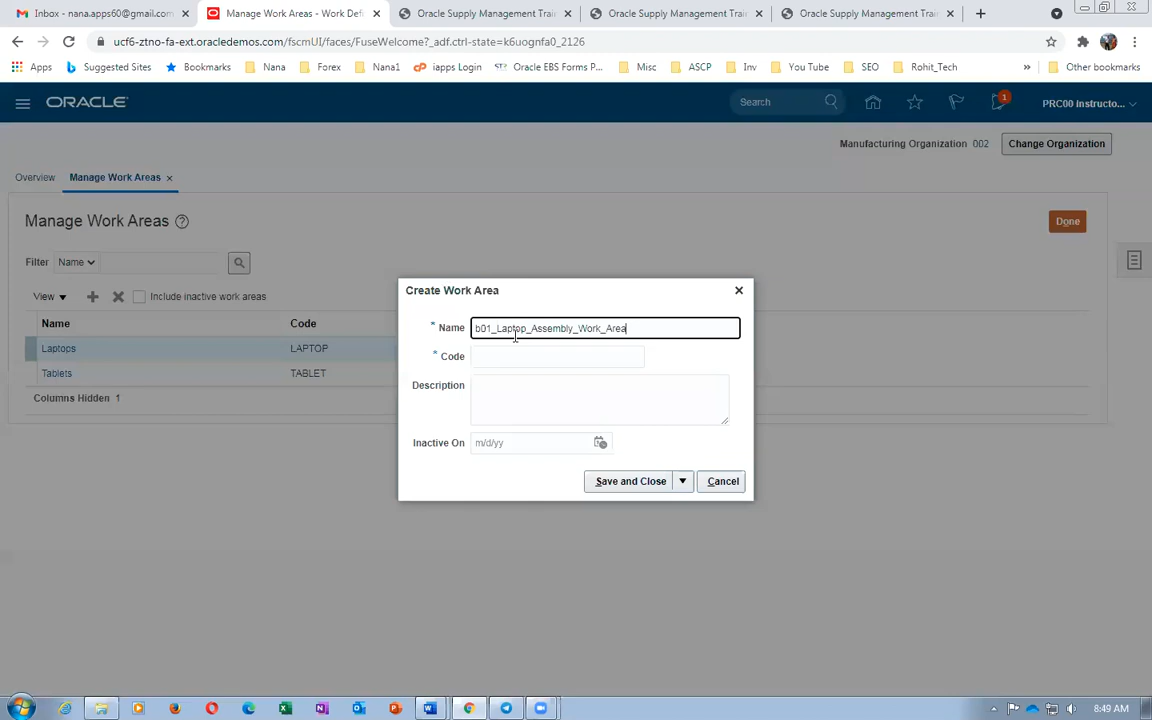 Inbox - nana.apps60@gmail.com
Manage Work Areas - Work Def
Oracle Supply Management Trai
Oracle Supply Management Trai
Oracle Supply Management Trai
ucf6-ztno-fa-ext.oracledemos.com/fscmUI/faces/FuseWelcome?_adf.ctrl-state=k6uognfa0_2126
Apps
Suggested Sites
Bookmarks
Nana
Forex
Nana1
iapps Login
Oracle EBS Forms P...
Misc
ASCP
Inv
You Tube
SEO
Rohit_Tech
Other bookmarks
ORACLE
Search
1
PRC00 instructo...
Manufacturing Organization 002
Change Organization
Overview
Manage Work Areas
Manage Work Areas
Done
Filter Name
View
Include inactive work areas
Name Code
Laptops LAPTOP
Tablets TABLET
Columns Hidden 1
Create Work Area
* Name b01_Laptop_Assembly_Work_Area
* Code
Description
Inactive On m/d/yy
Save and Close
Cancel
8:49 AM